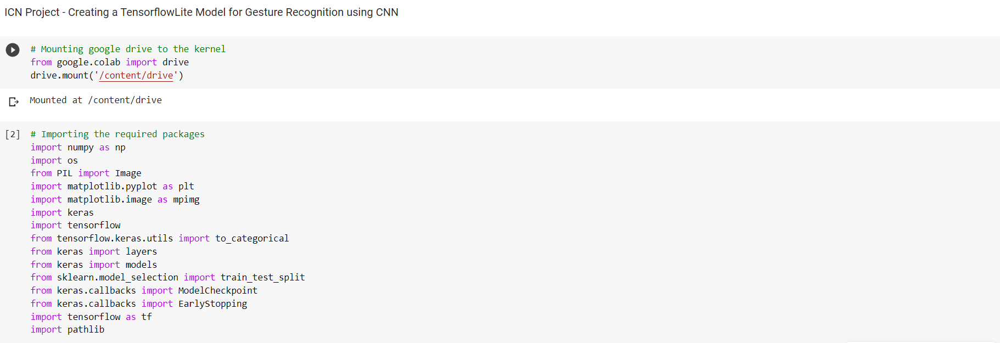 ICN Project - Creating a TensorflowLite Model for Gesture Recognition using CNN
# Mounting google drive to the kernel
from google.colab import drive
drive.mount('/content/drive')
Mounted at /content/drive
[2] # Importing the required packages
import numpy as np
import os
from PIL import Image
import matplotlib.pyplot as plt
import matplotlib.image as mpimg
import keras
import tensorflow
from tensorflow.keras.utils import to_categorical
from keras import layers
from keras import models
from sklearn.model_selection import train_test_split
from keras.callbacks import ModelCheckpoint
from keras.callbacks import EarlyStopping
import tensorflow as tf
import pathlib